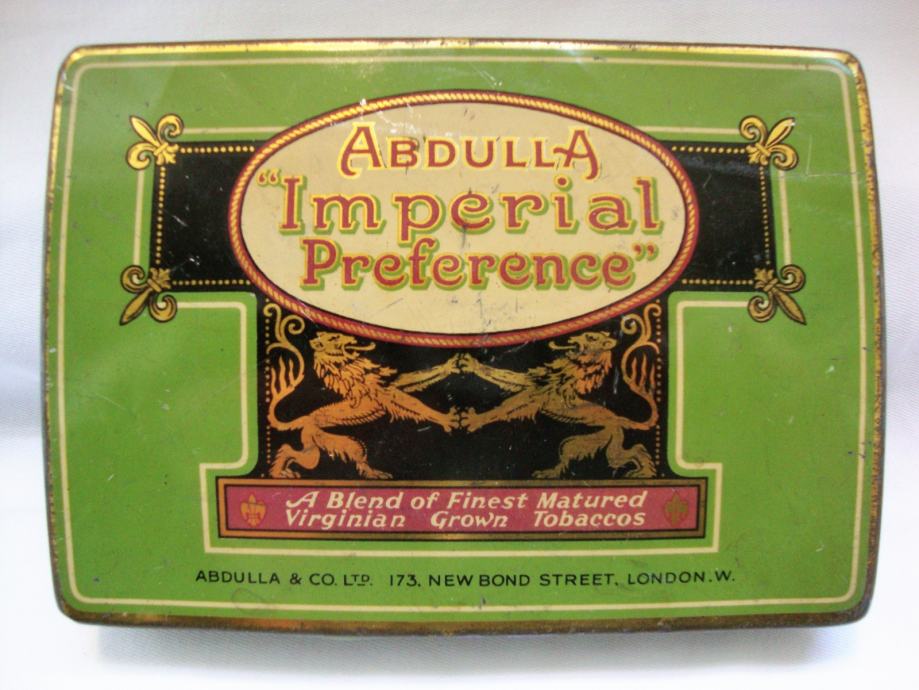 ABDULLA
"Imperial
Preference"
A Blend of Finest Matured
Virginian Grown Tobaccos
ABDULLA & CO. LTD. 173, NEW BOND STREET, LONDON.W.